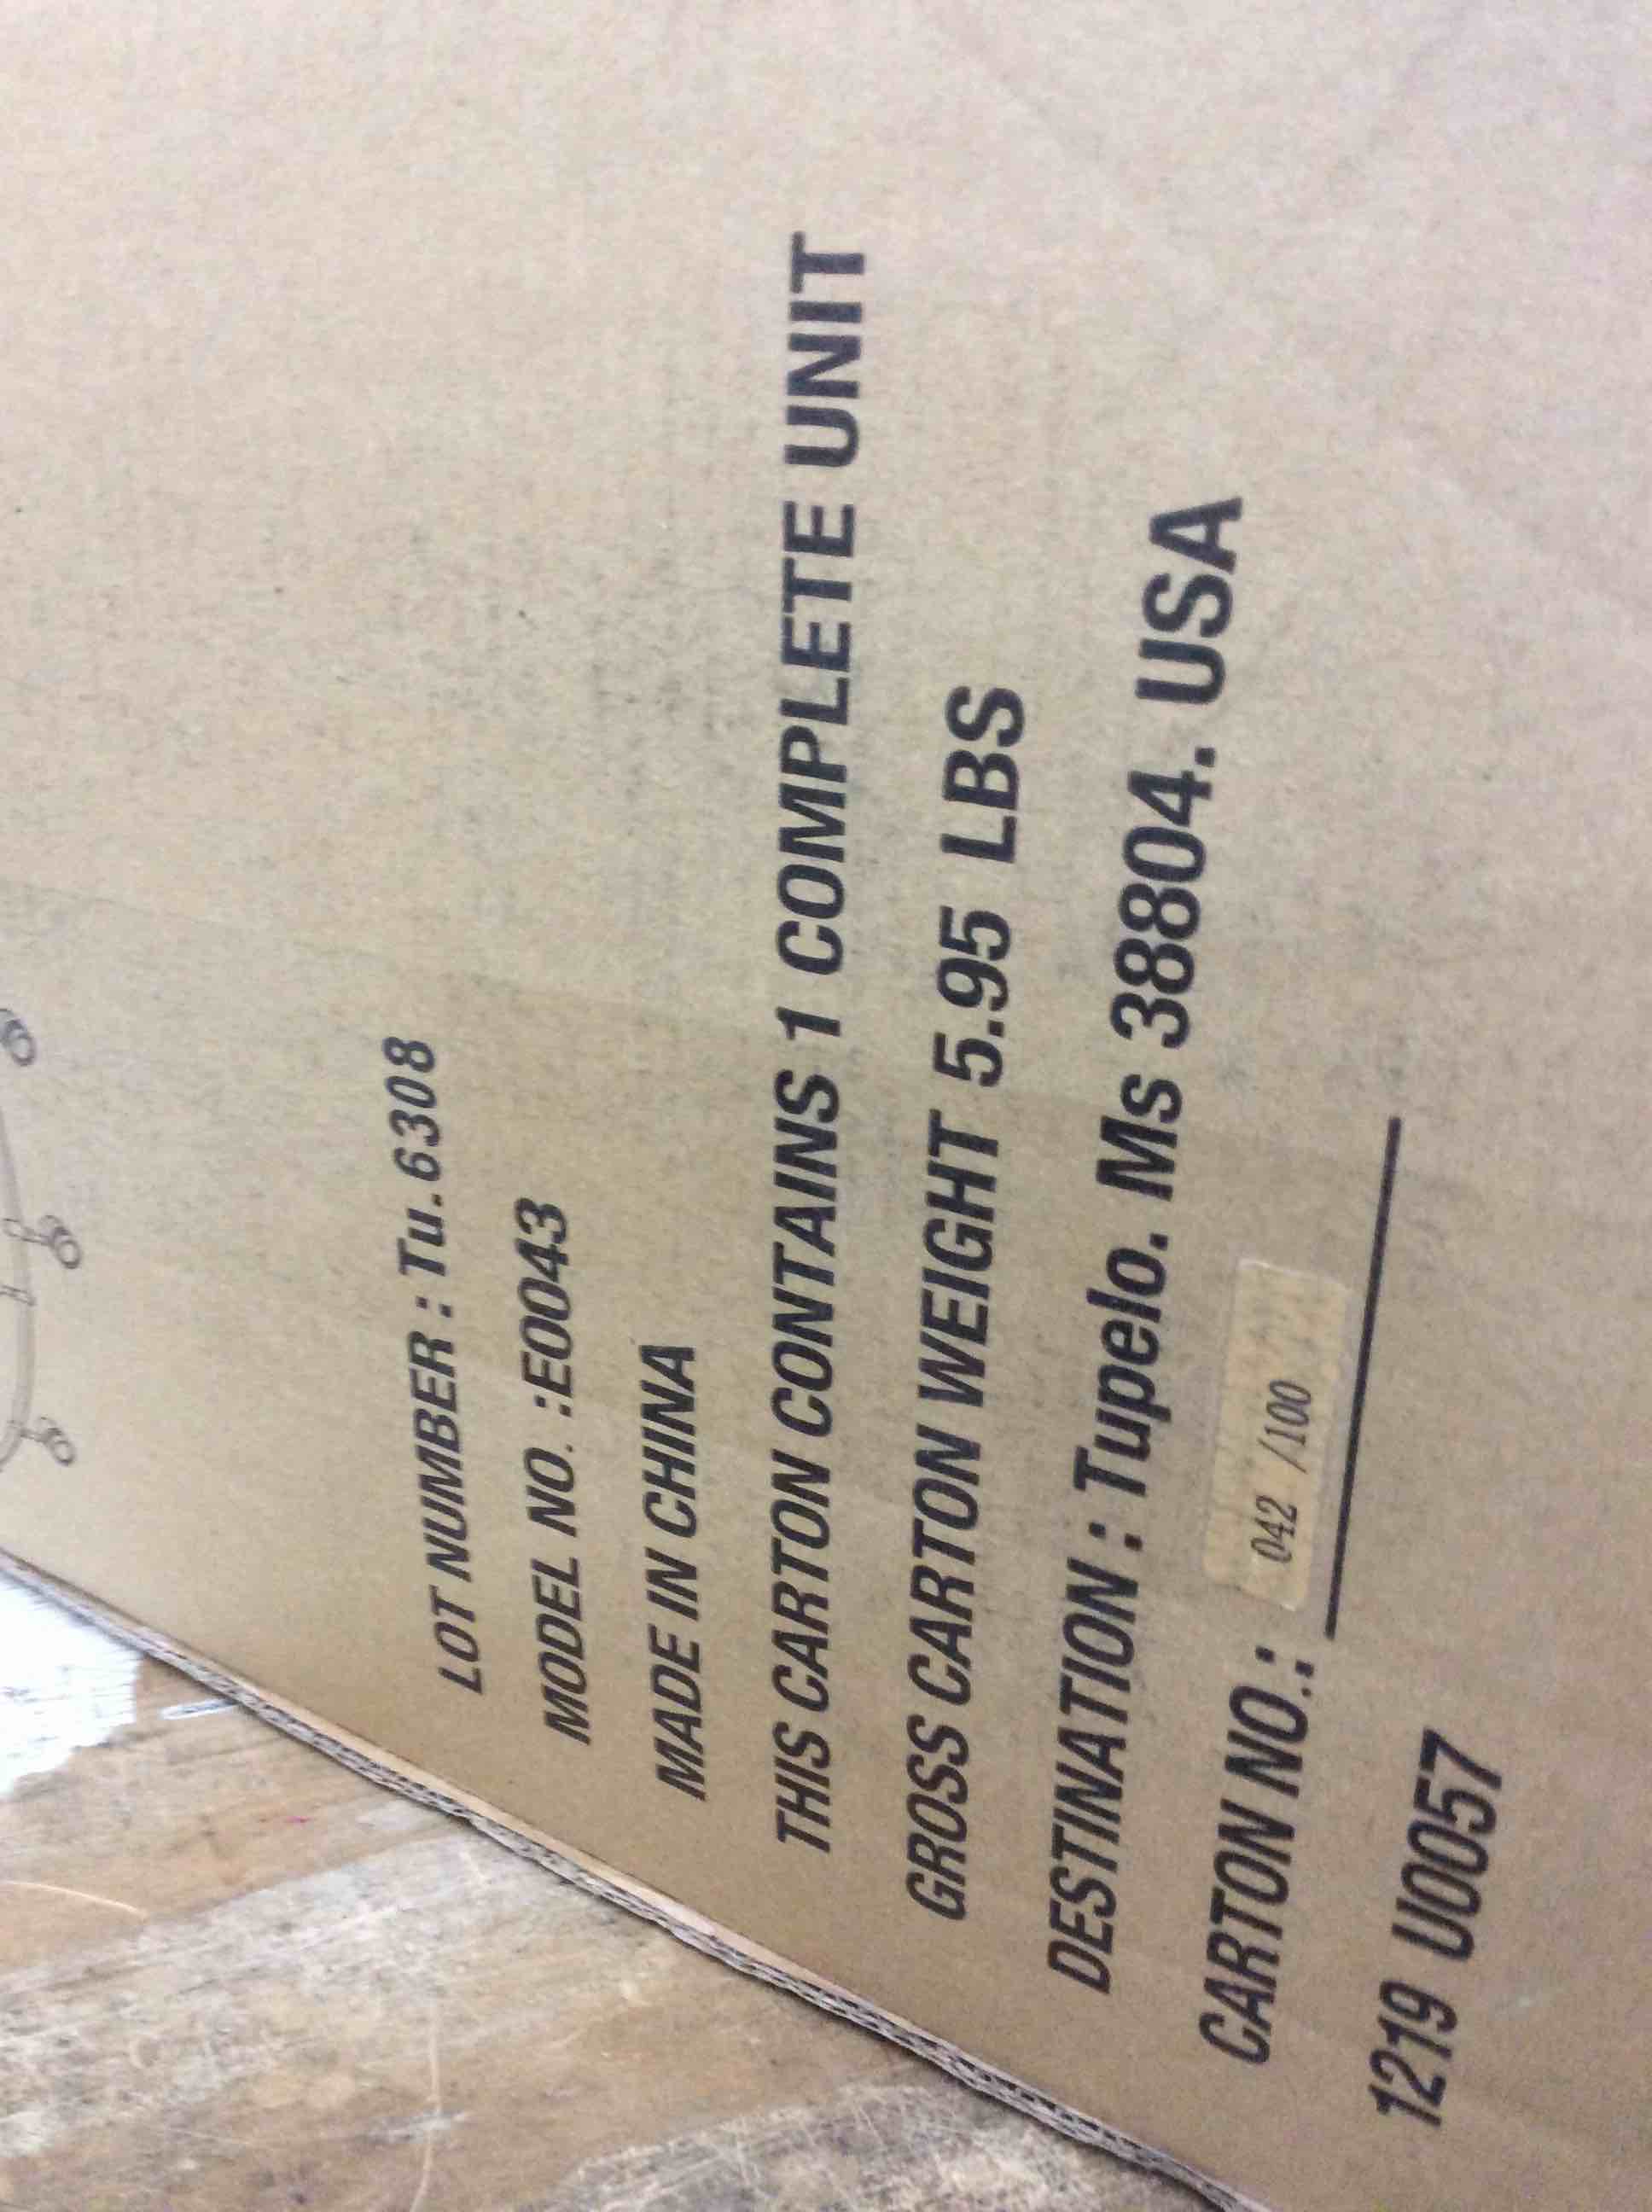 LOT NUMBER : Tu.6308
MODEL NO. :E0043
MADE IN CHINA
THIS CARTON CONTAINS 1 COMPLETE UNIT
GROSS CARTON WEIGHT 5.95 LBS
DESTINATION : Tupelo. Ms 38804. USA
CARTON NO.: 042 /100
1219 U0057